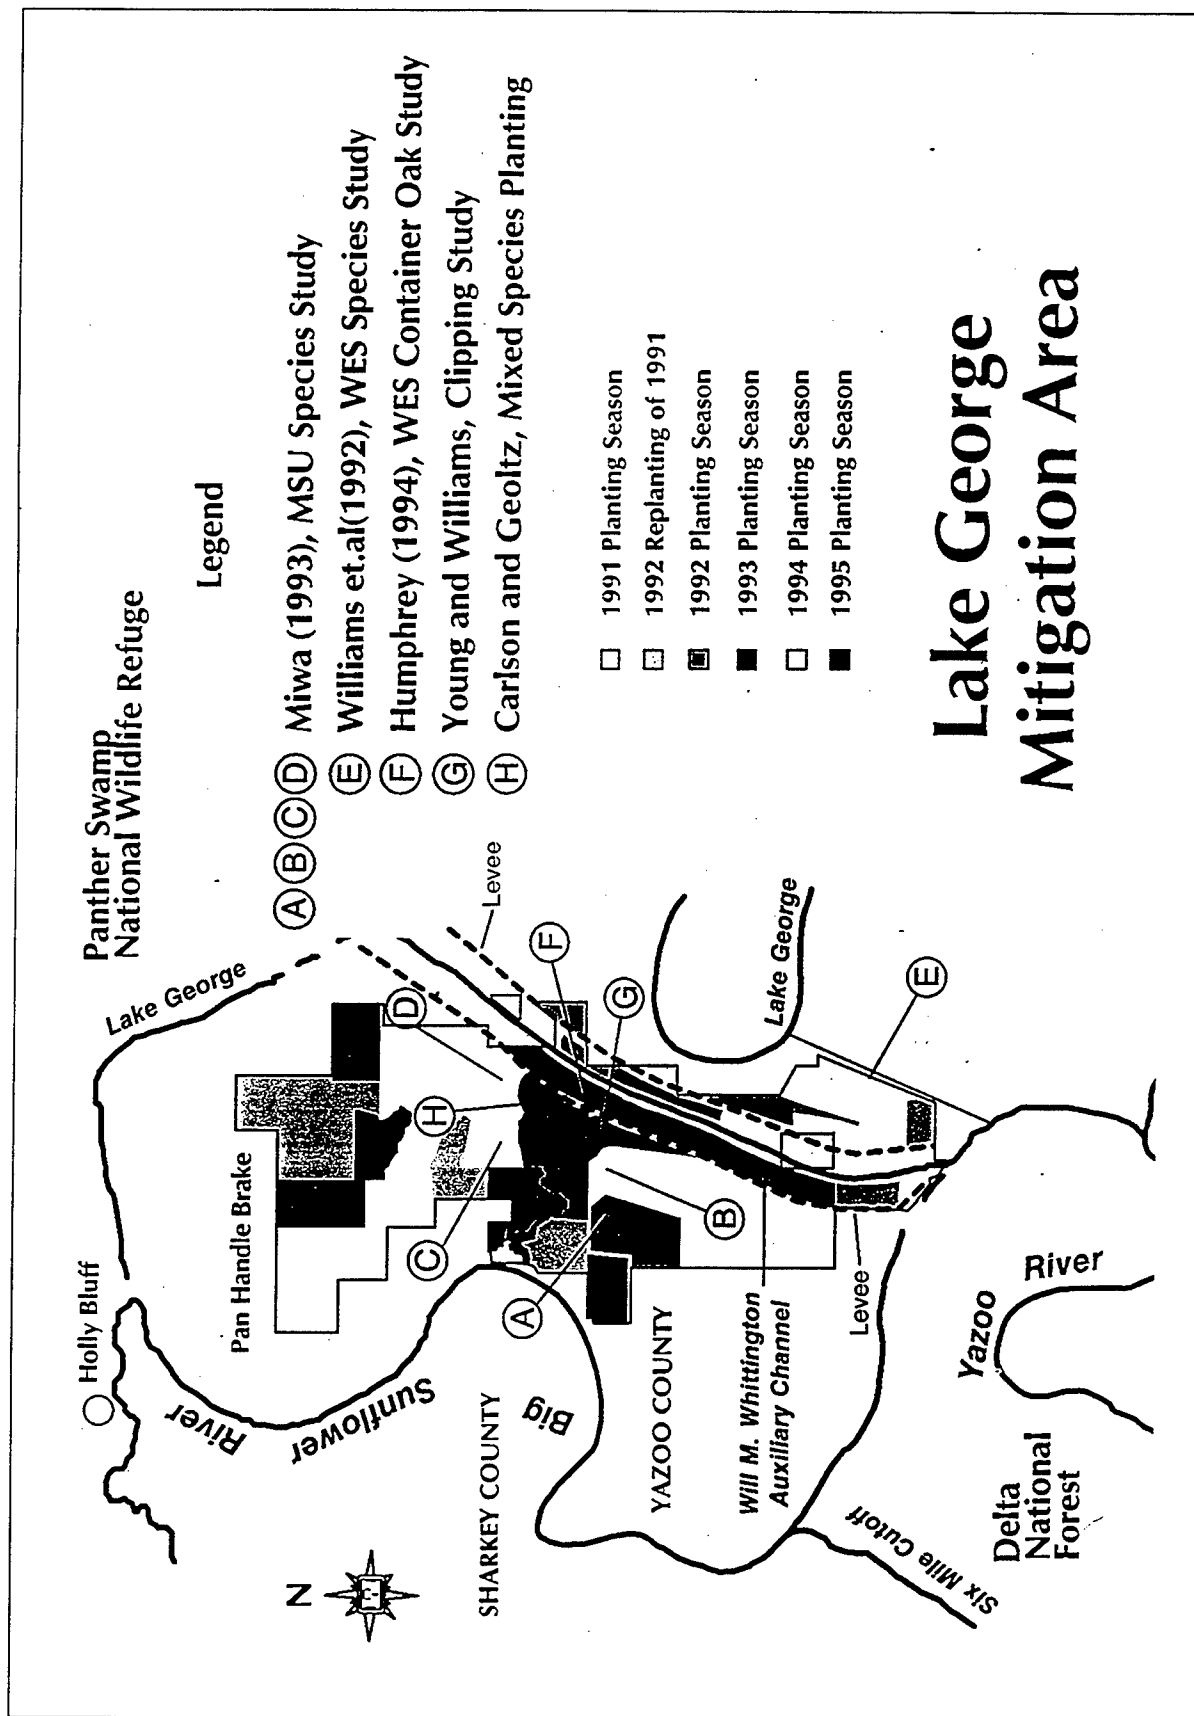 Panther Swamp
National Wildlife Refuge
Legend
A B C D Miwa (1993), MSU Species Study
E Williams et.al(1992), WES Species Study
F Humphrey (1994), WES Container Oak Study
G Young and Williams, Clipping Study
H Carlson and Geoltz, Mixed Species Planting
1991 Planting Season
1992 Replanting of 1991
1992 Planting Season
1993 Planting Season
1994 Planting Season
1995 Planting Season
Lake George
Mitigation Area
N
Holly Bluff
Lake George
Pan Handle Brake
River
Sunflower
Big
SHARKEY COUNTY
YAZOO COUNTY
Will M. Whittington
Auxiliary Channel
Levee
Levee
Lake George
A
B
C
D
E
F
G
H
Six Mile Cutoff
Yazoo
River
Delta
National
Forest